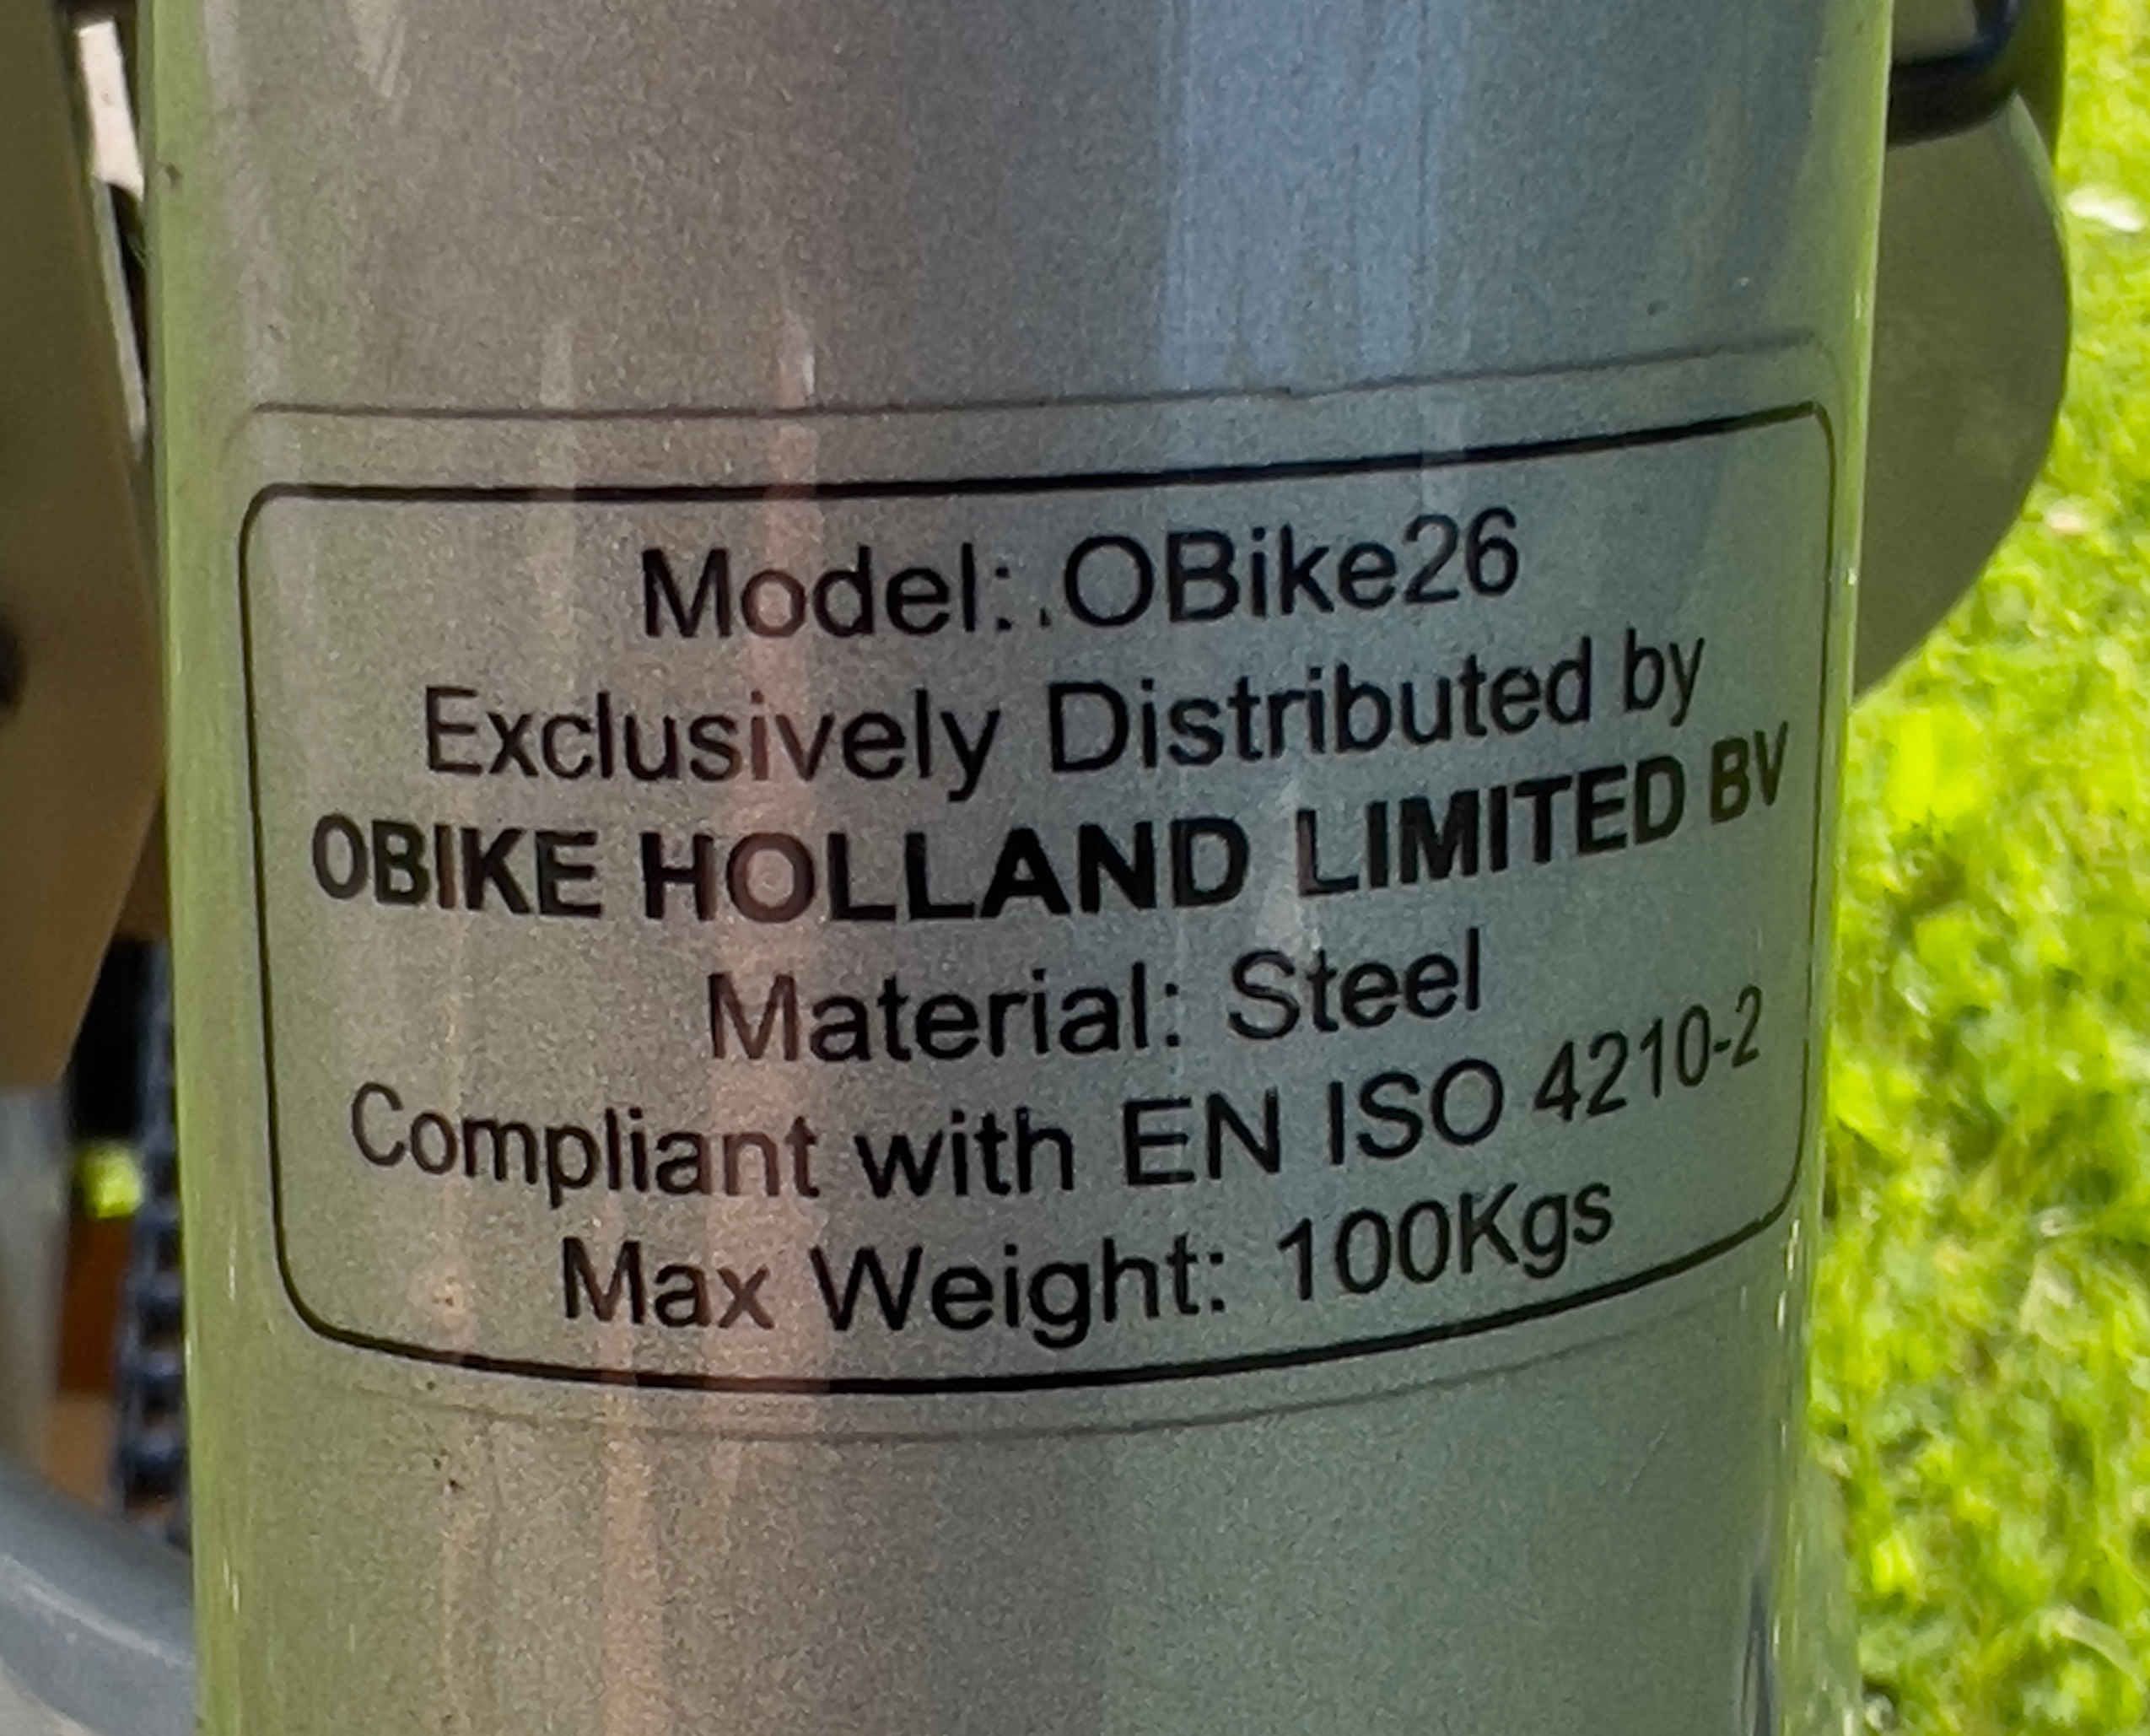 Model: OBike26
Exclusively Distributed by
OBIKE HOLLAND LIMITED BV
Material: Steel
Compliant with EN ISO 4210-2
Max Weight: 100Kgs